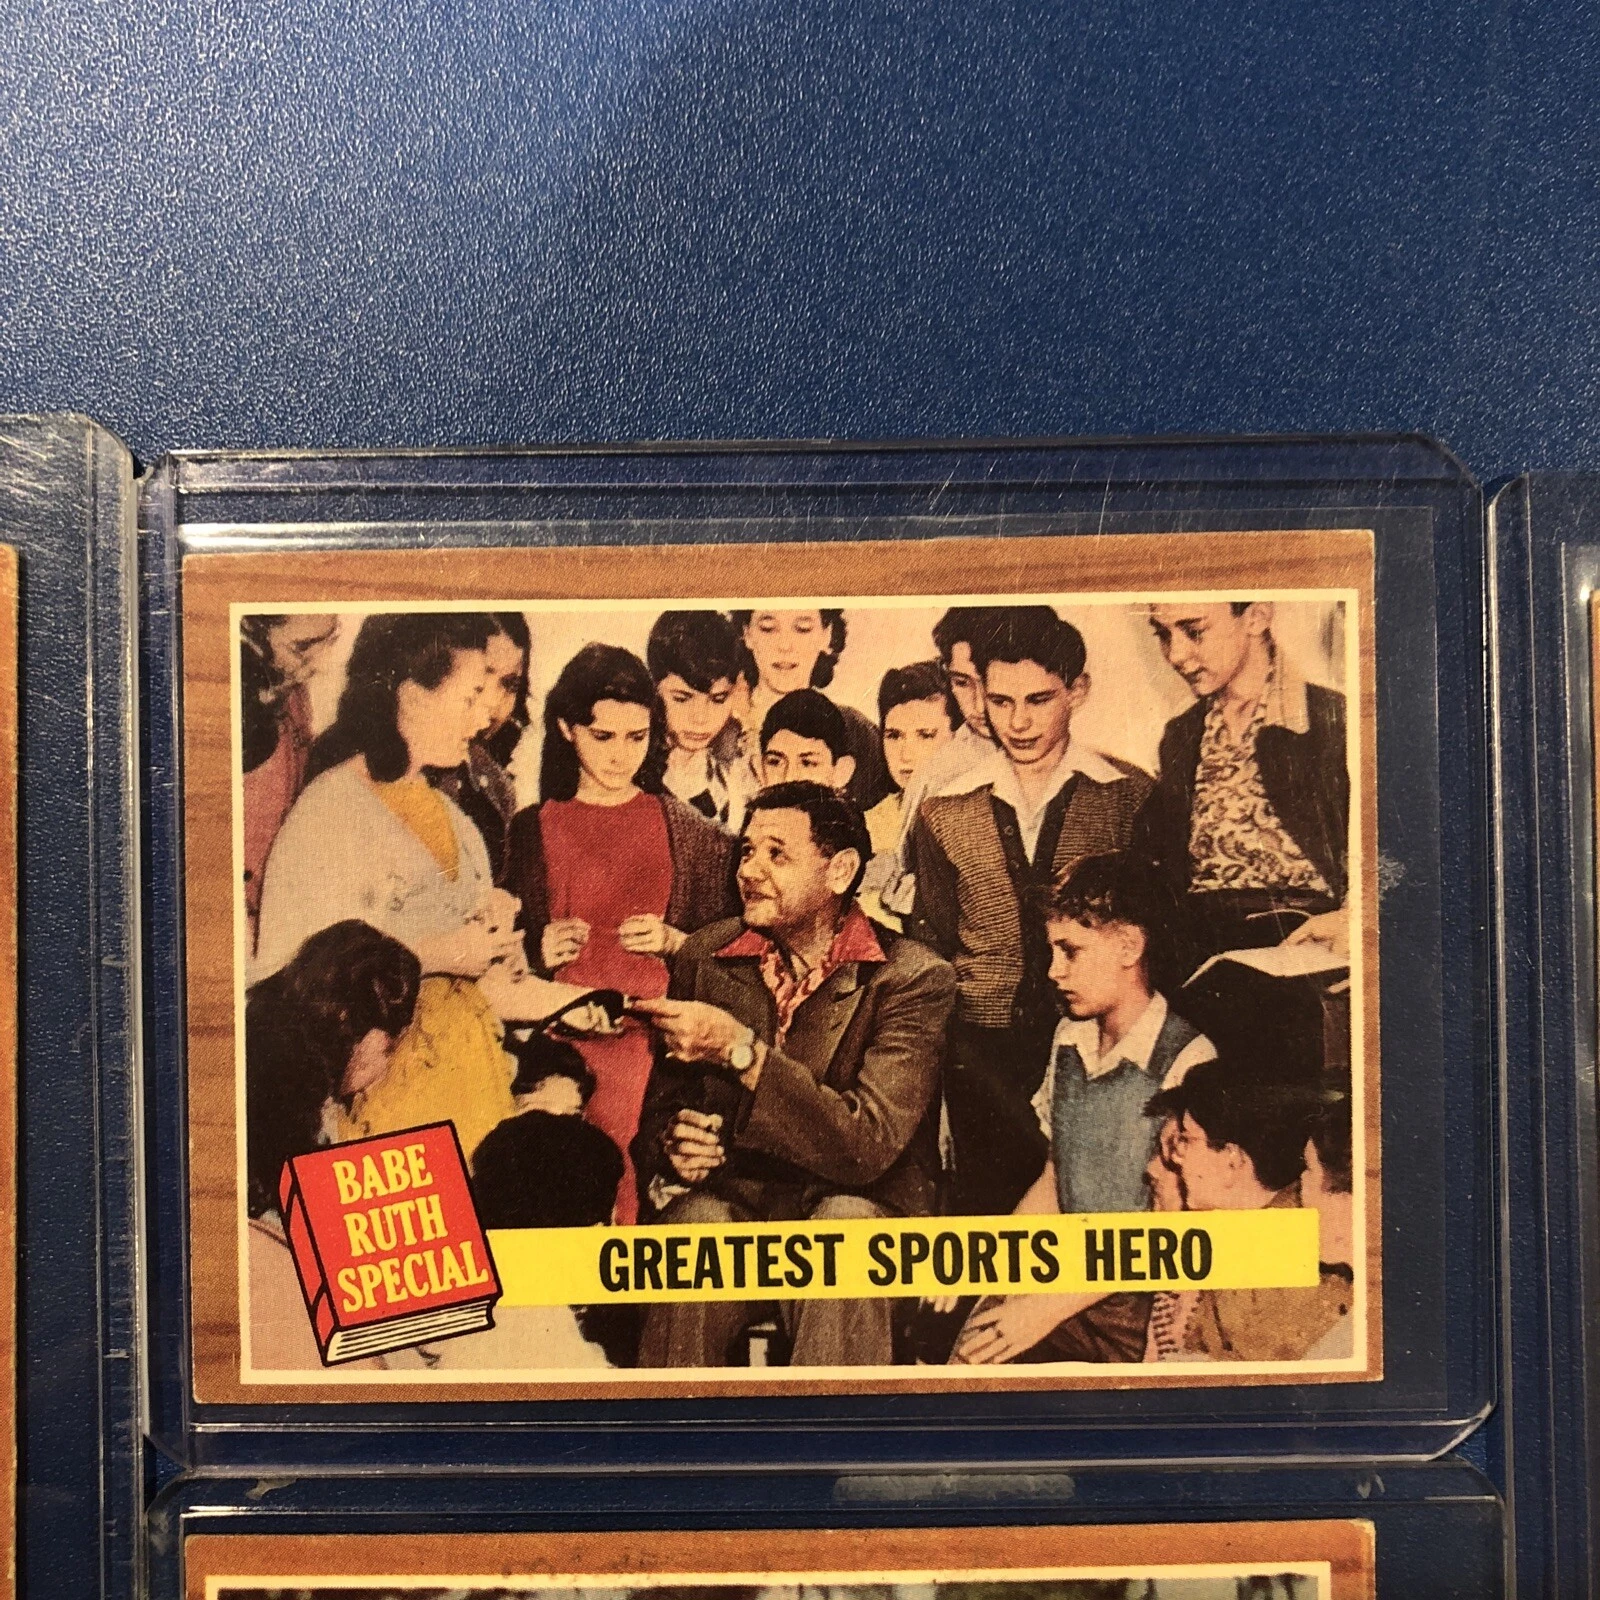 BABE
RUTH
SPECIAL
GREATEST SPORTS HERO